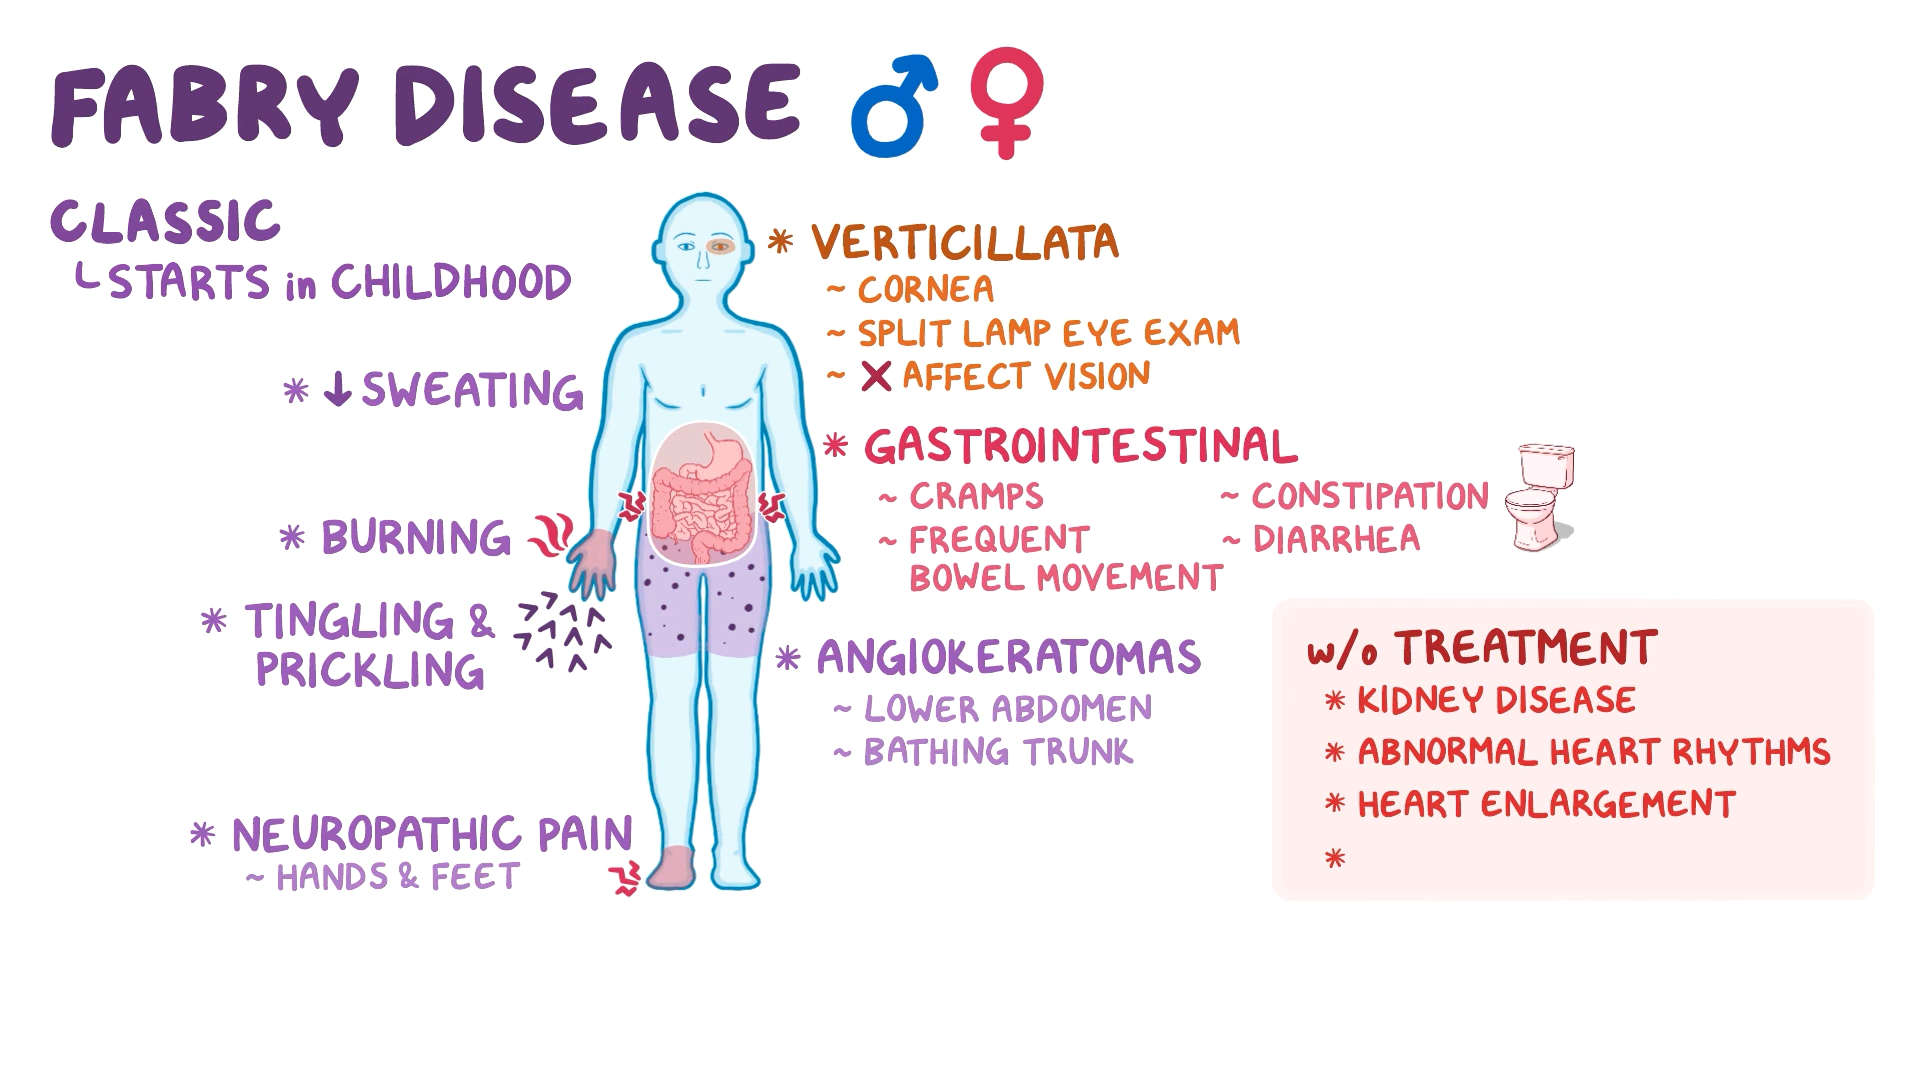 FABRY DISEASE
CLASSIC
STARTS in CHILDHOOD
* ↓ SWEATING
* BURNING
* TINGLING &
PRICKLING
* NEUROPATHIC PAIN
~ HANDS & FEET
* VERTICILLATA
~ CORNEA
~ SPLIT LAMP EYE EXAM
~ X AFFECT VISION
* GASTROINTESTINAL
~ CRAMPS
~ FREQUENT
BOWEL MOVEMENT
~ CONSTIPATION
~ DIARRHEA
* ANGIOKERATOMAS
~ LOWER ABDOMEN
~ BATHING TRUNK
w/o TREATMENT
* KIDNEY DISEASE
* ABNORMAL HEART RHYTHMS
* HEART ENLARGEMENT
*